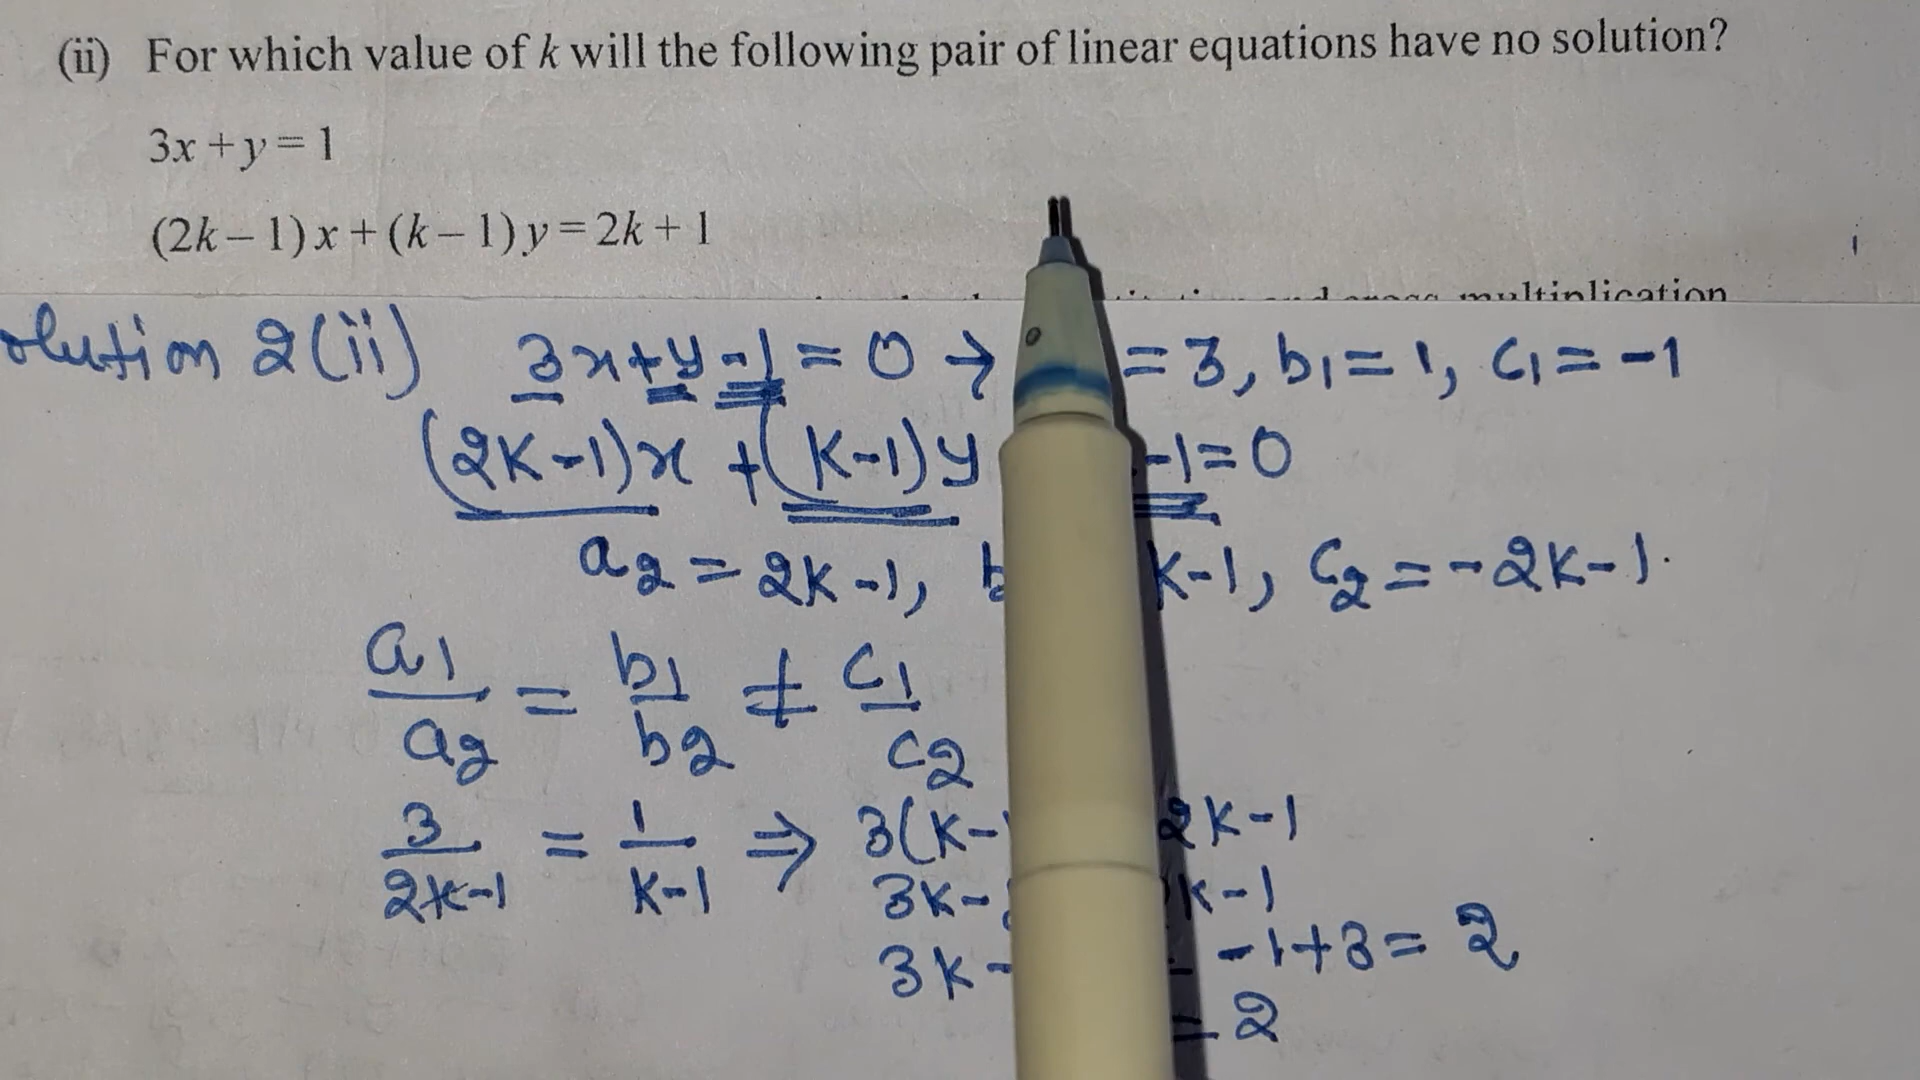 (ii) For which value of k will the following pair of linear equations have no solution?
3x + y = 1
(2k – 1) x + (k – 1) y = 2k + 1
multiplication
olution 2(ii) 3x+y-1=0 → = 3, b1 = 1, C1 = -1
(2K-1)x + (K-1)y -1=0
a2 = 2K-1, K-1, C2 = -2K-1.
a1/a2 = b1/b2 ≠ C1/C2
3/2K-1 = 1/K-1 ⇒ 3(K- 2K-1
3K- K-1
3K- -1+3 = 2
= 2